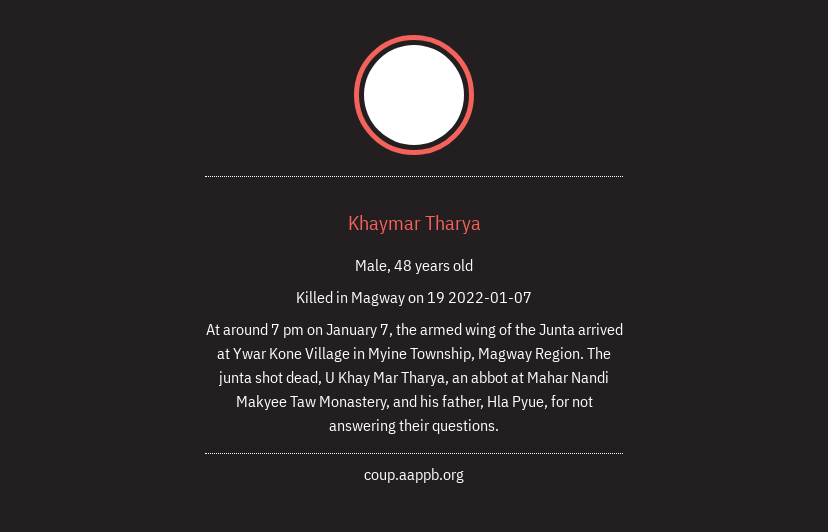 Khaymar Tharya
Male, 48 years old
Killed in Magway on 19 2022-01-07
At around 7 pm on January 7, the armed wing of the Junta arrived
at Ywar Kone Village in Myine Township, Magway Region. The
junta shot dead, U Khay Mar Tharya, an abbot at Mahar Nandi
Makyee Taw Monastery, and his father, Hla Pyue, for not
answering their questions.
coup.aappb.org